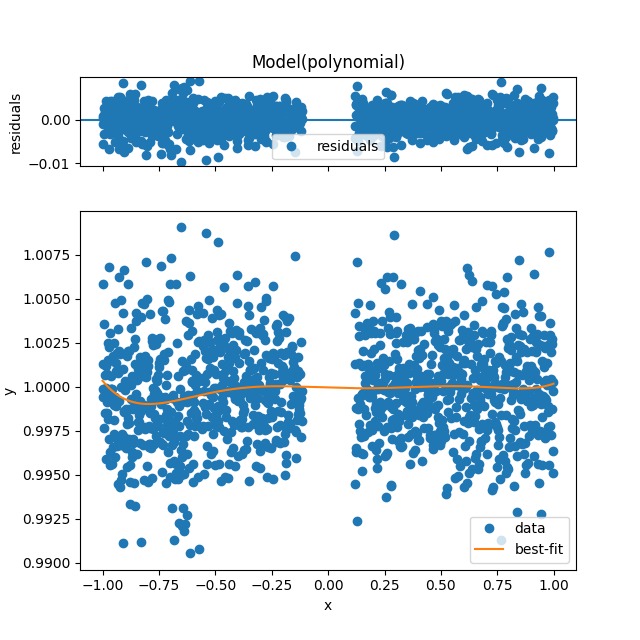 Model(polynomial)
residuals
0.00
−0.01
residuals
y
1.0075
1.0050
1.0025
1.0000
0.9975
0.9950
0.9925
0.9900
data
best-fit
−1.00 −0.75 −0.50 −0.25 0.00 0.25 0.50 0.75 1.00
x